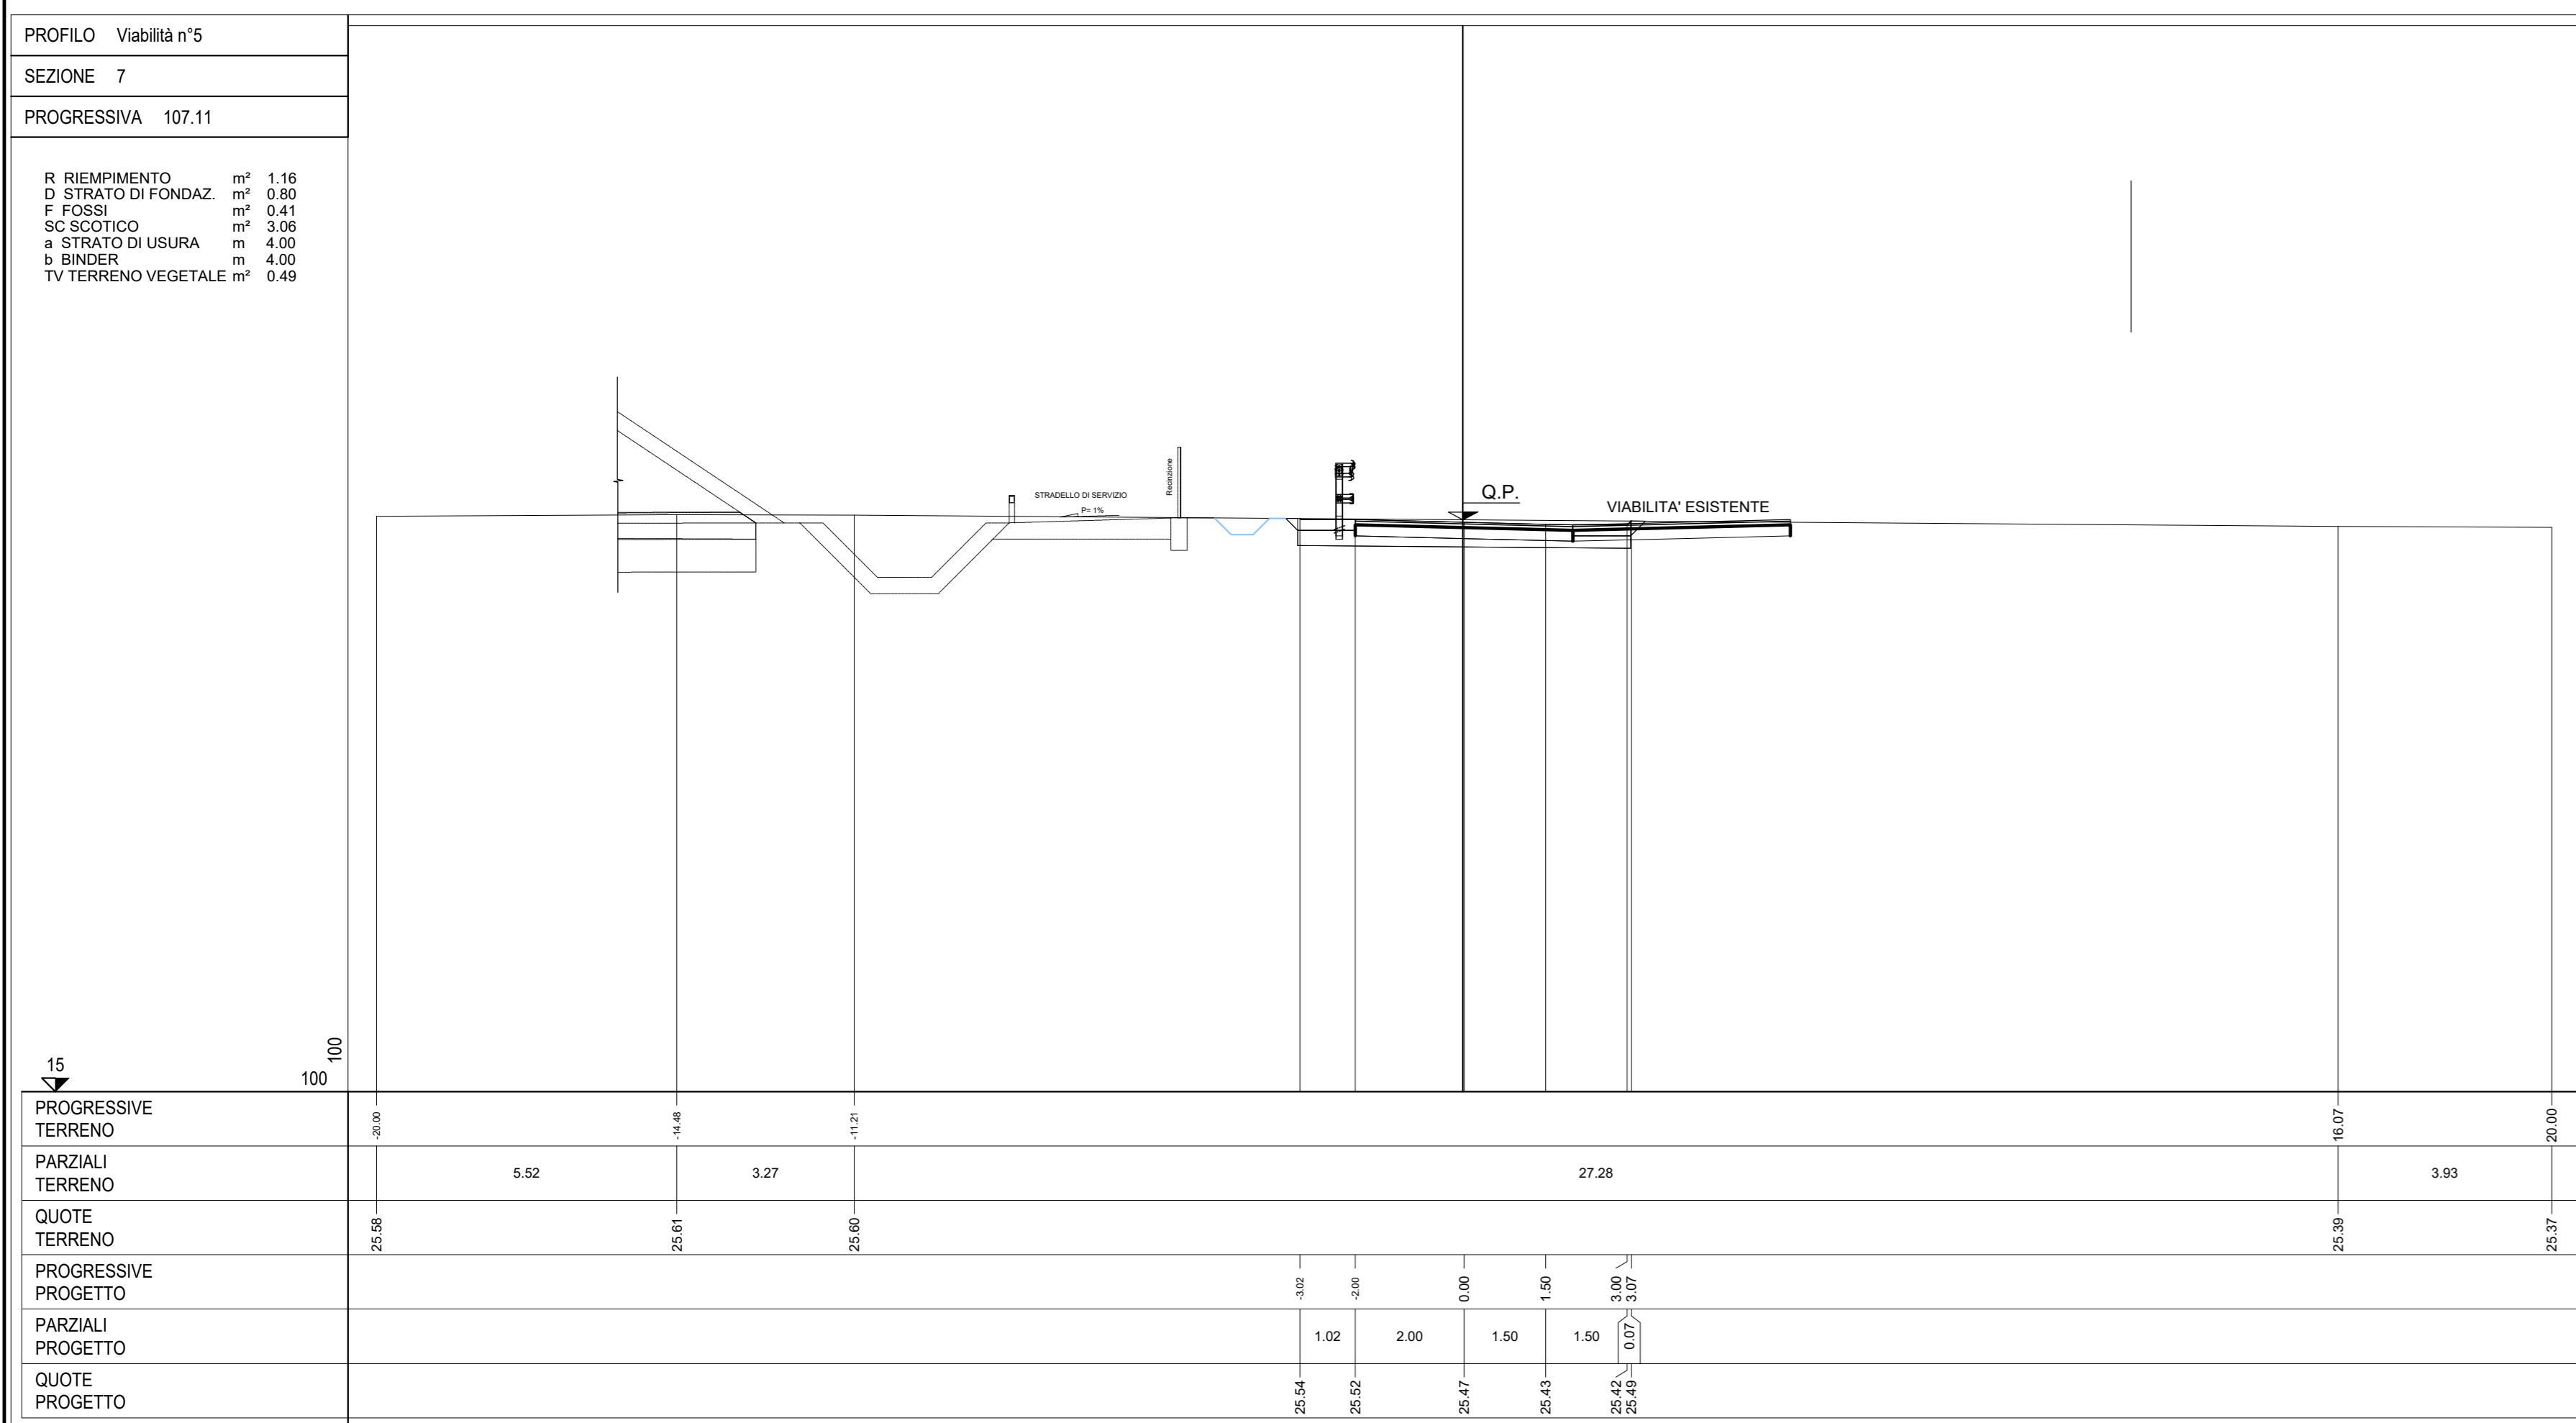 PROFILO Viabilità n°5
SEZIONE 7
PROGRESSIVA 107.11
R RIEMPIMENTO m² 1.16
D STRATO DI FONDAZ. m² 0.80
F FOSSI m² 0.41
SC SCOTICO m² 3.06
a STRATO DI USURA m 4.00
b BINDER m 4.00
TV TERRENO VEGETALE m² 0.49
Recinzione
STRADELLO DI SERVIZIO
P= 1%
Q.P.
VIABILITA' ESISTENTE
15
100
100
PROGRESSIVE
TERRENO
-20.00 -14.48 -11.21 16.07 20.00
PARZIALI
TERRENO
5.52 3.27 27.28 3.93
QUOTE
TERRENO
25.58 25.61 25.60 25.39 25.37
PROGRESSIVE
PROGETTO
-3.02 -2.00 0.00 1.50 3.00 3.07
PARZIALI
PROGETTO
1.02 2.00 1.50 1.50 0.07
QUOTE
PROGETTO
25.54 25.52 25.47 25.43 25.42 25.49